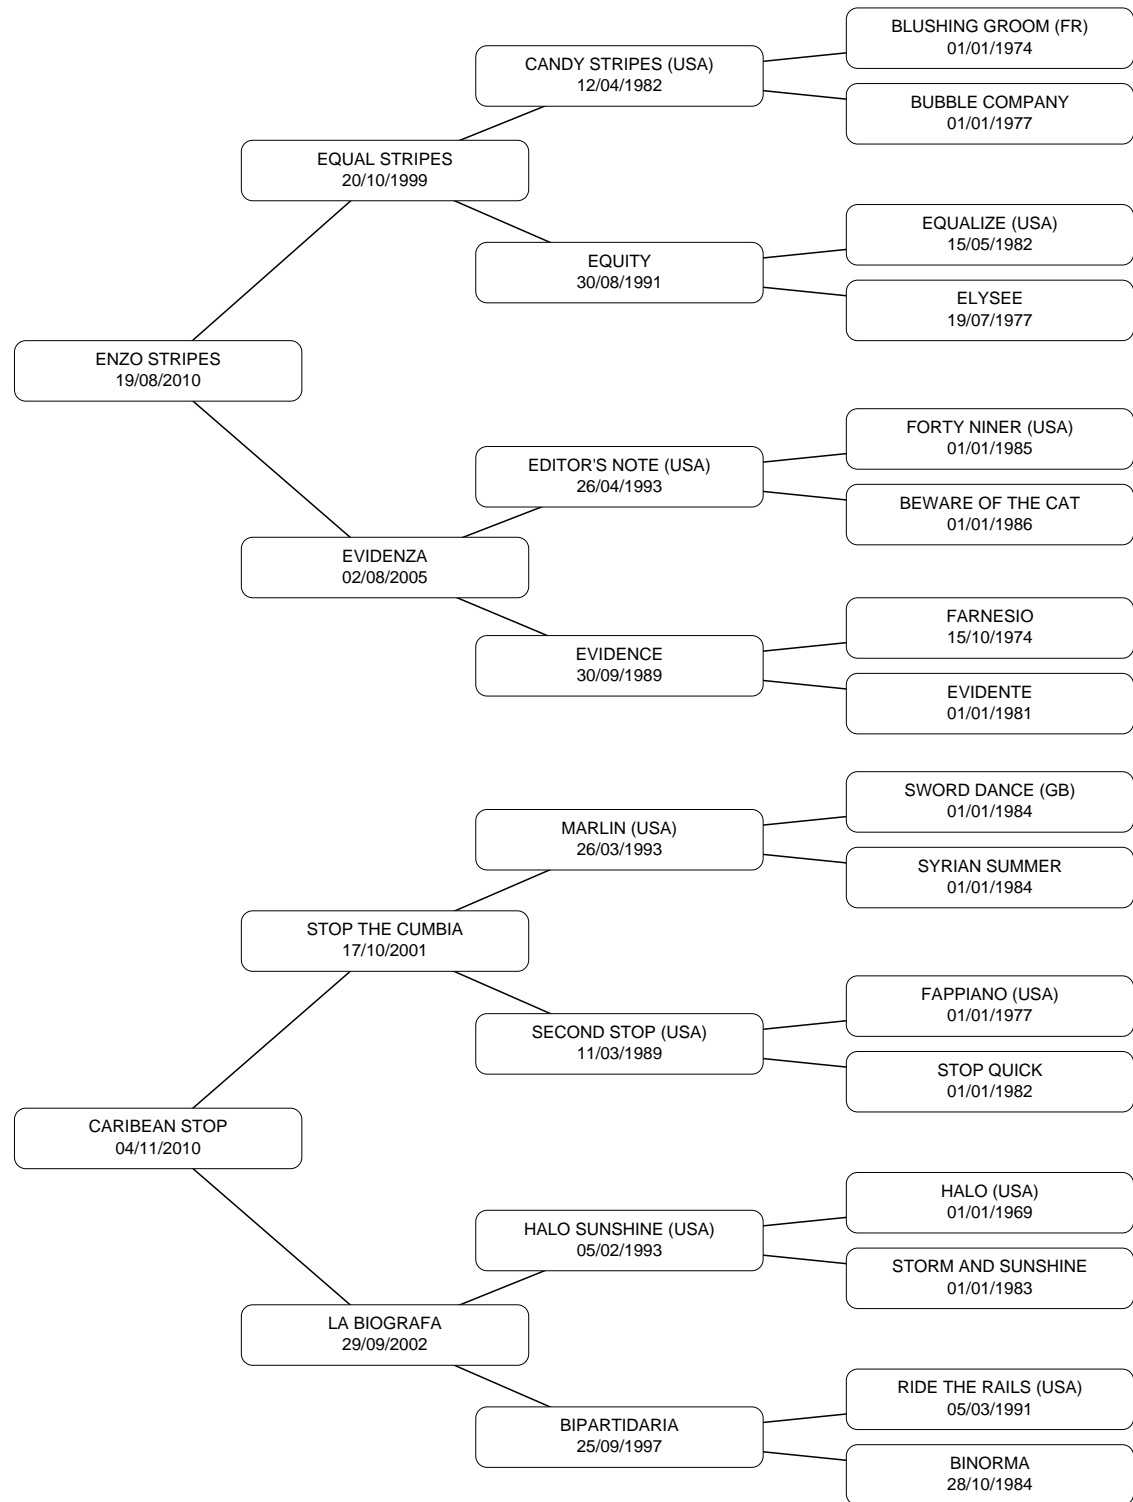 BLUSHING GROOM (FR)
01/01/1974
CANDY STRIPES (USA)
12/04/1982
BUBBLE COMPANY
01/01/1977
EQUAL STRIPES
20/10/1999
EQUALIZE (USA)
15/05/1982
EQUITY
30/08/1991
ELYSEE
19/07/1977
ENZO STRIPES
19/08/2010
FORTY NINER (USA)
01/01/1985
EDITOR'S NOTE (USA)
26/04/1993
BEWARE OF THE CAT
01/01/1986
EVIDENZA
02/08/2005
FARNESIO
15/10/1974
EVIDENCE
30/09/1989
EVIDENTE
01/01/1981
SWORD DANCE (GB)
01/01/1984
MARLIN (USA)
26/03/1993
SYRIAN SUMMER
01/01/1984
STOP THE CUMBIA
17/10/2001
FAPPIANO (USA)
01/01/1977
SECOND STOP (USA)
11/03/1989
STOP QUICK
01/01/1982
CARIBEAN STOP
04/11/2010
HALO (USA)
01/01/1969
HALO SUNSHINE (USA)
05/02/1993
STORM AND SUNSHINE
01/01/1983
LA BIOGRAFA
29/09/2002
RIDE THE RAILS (USA)
05/03/1991
BIPARTIDARIA
25/09/1997
BINORMA
28/10/1984